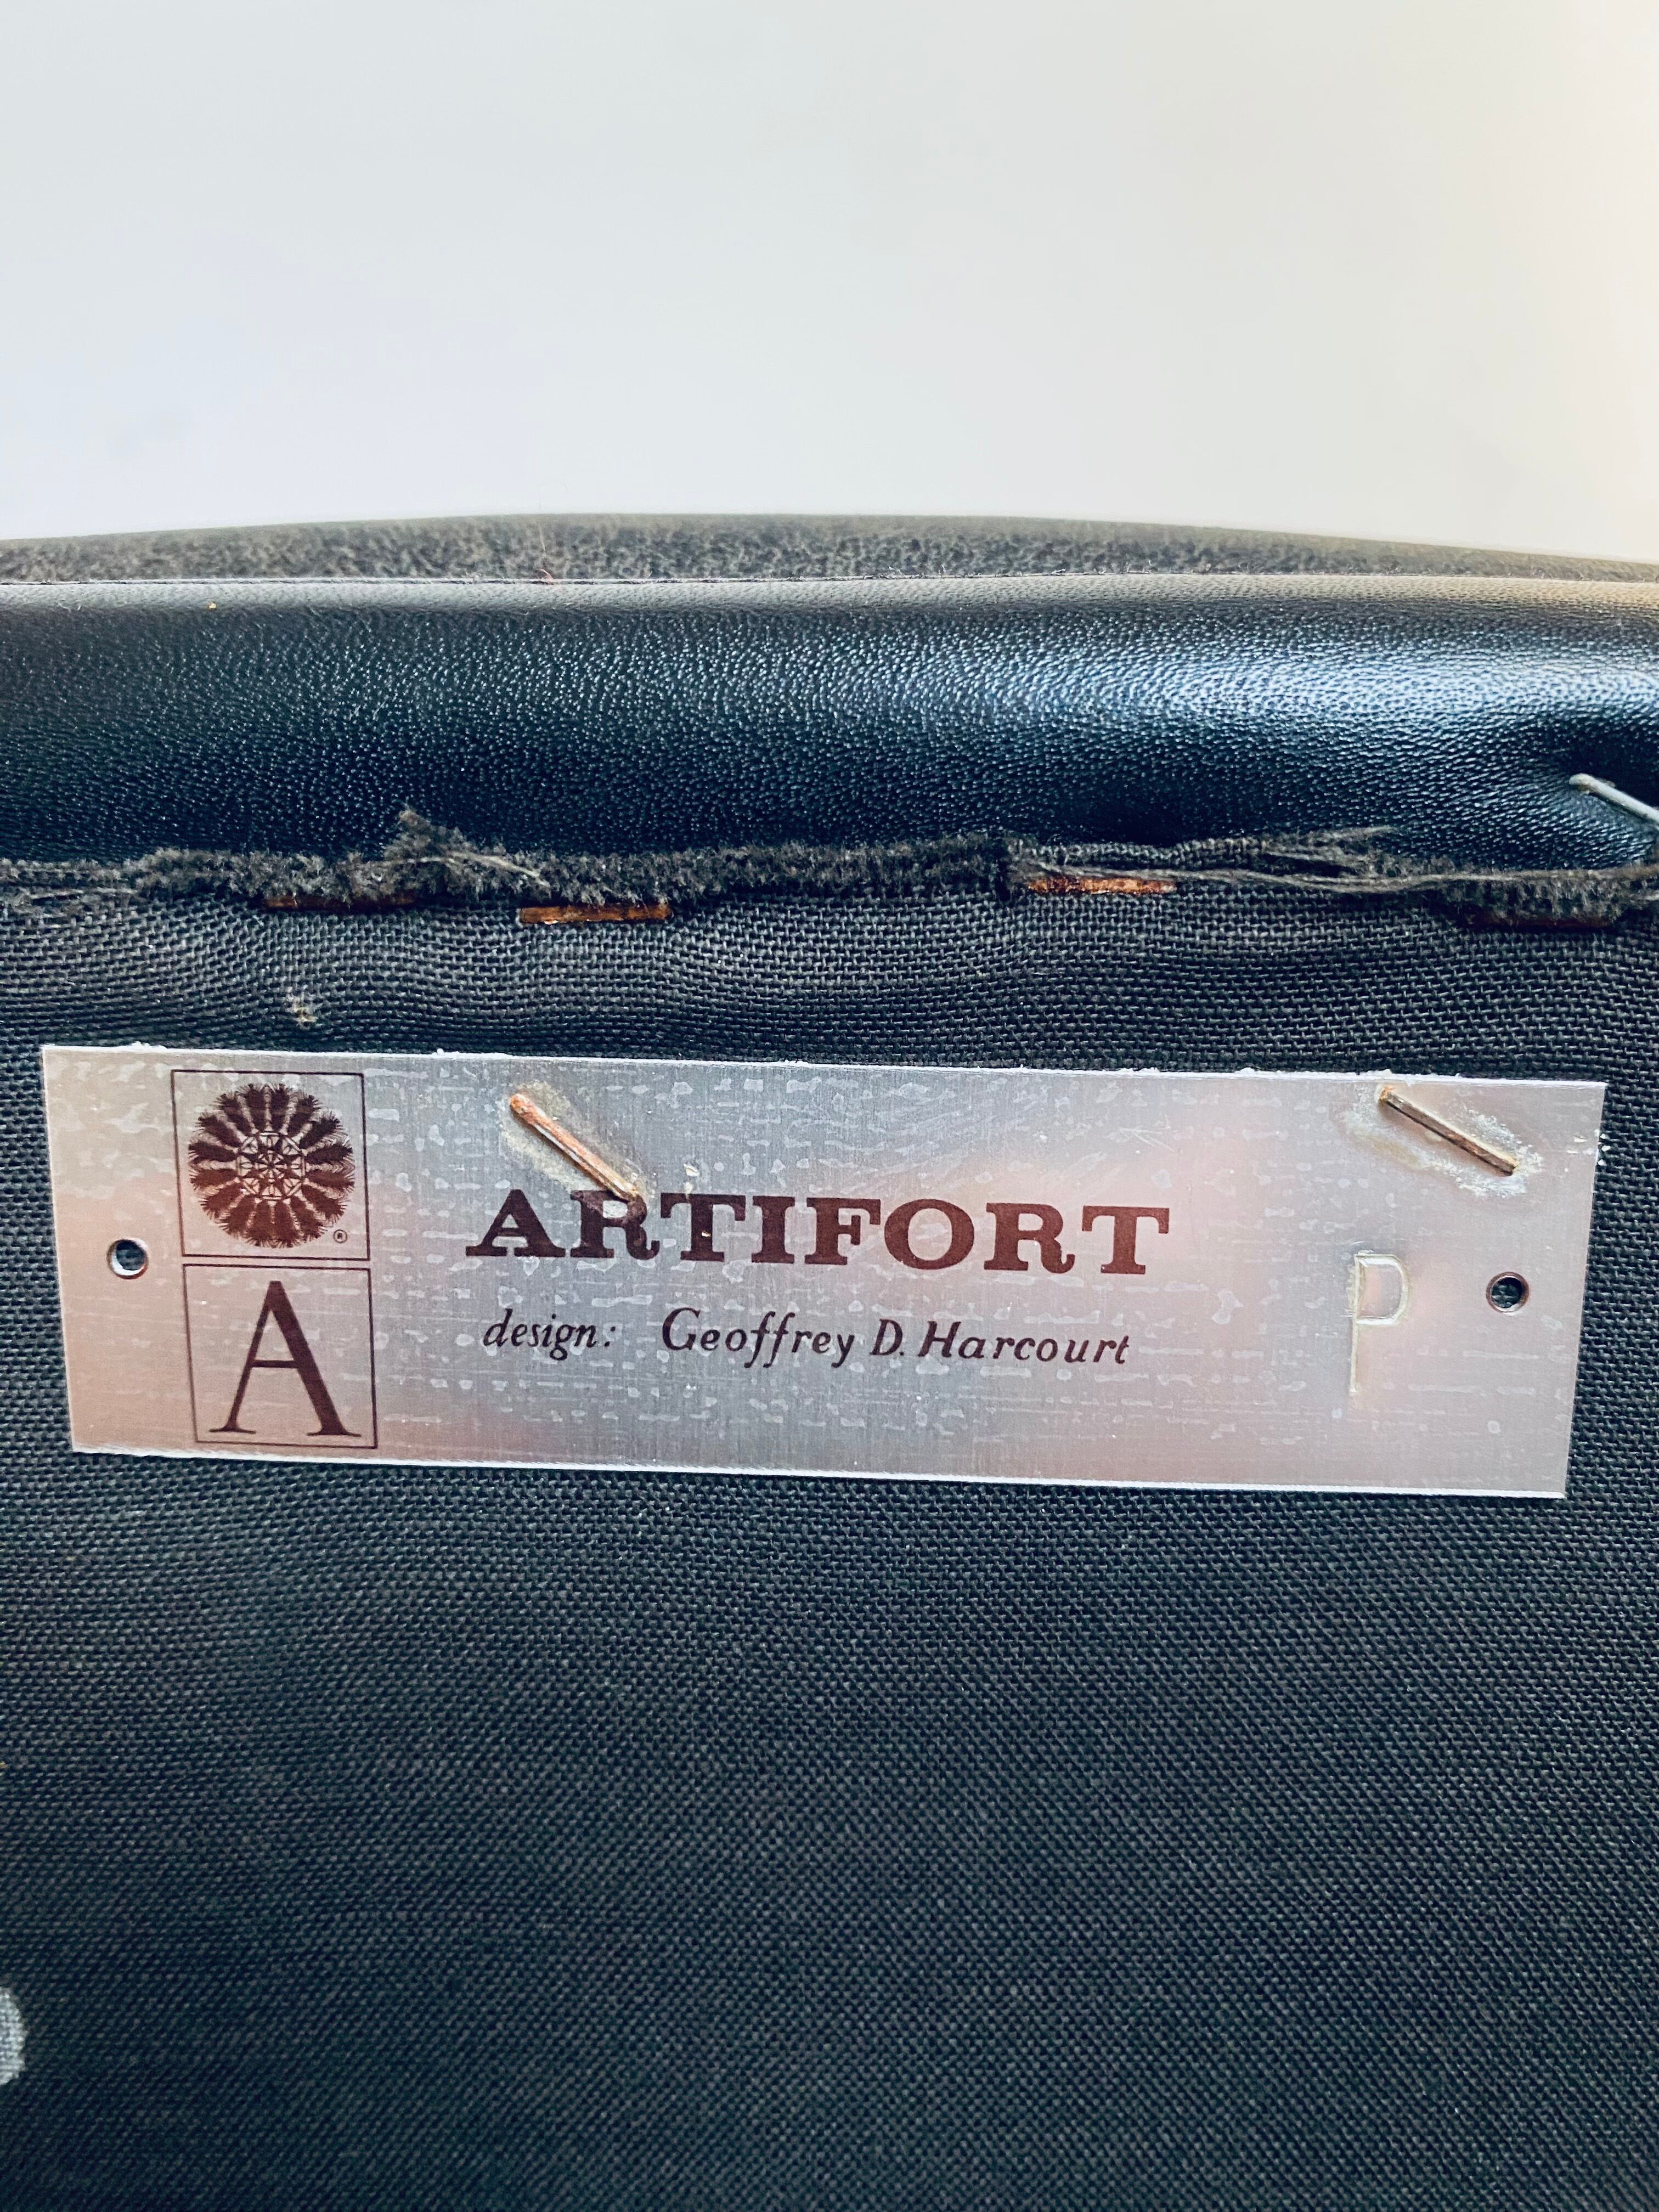 ®
A
ARTIFORT
design: Geoffrey D. Harcourt
P